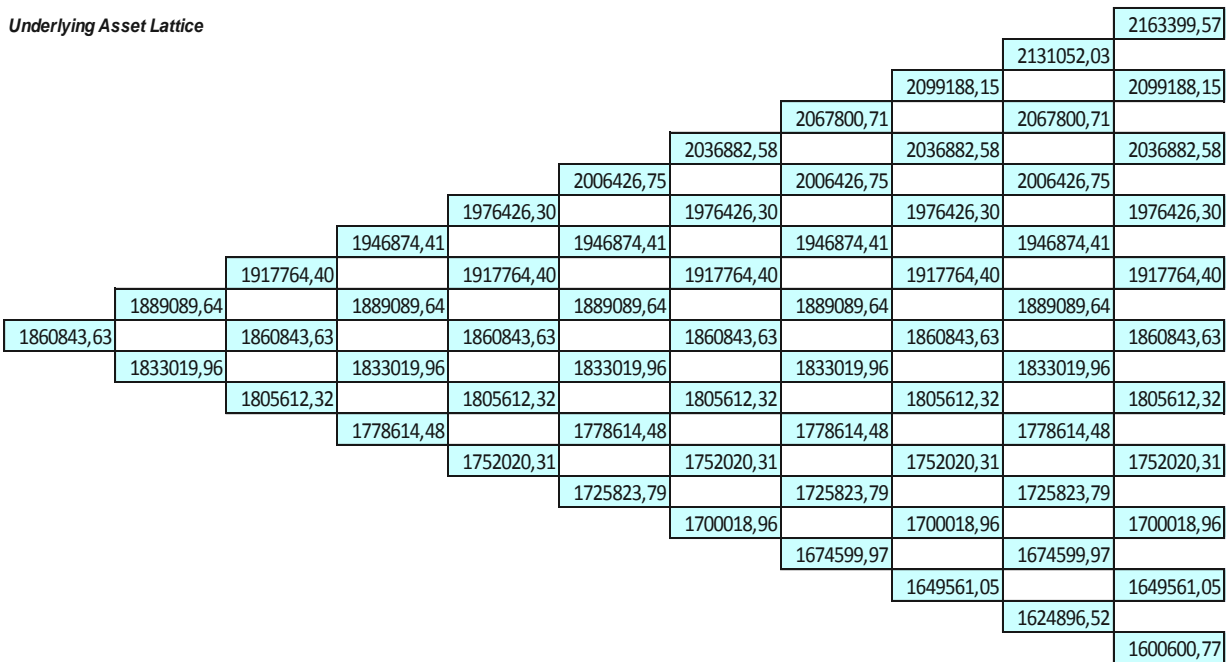 Underlying Asset Lattice 2163399,57
2131052,03
2099188,15 2099188,15
2067800,71 2067800,71
2036882,58 2036882,58 2036882,58
2006426,75 2006426,75 2006426,75
1976426,30 1976426,30 1976426,30 1976426,30
1946874,41 1946874,41 1946874,41 1946874,41
1917764,40 1917764,40 1917764,40 1917764,40 1917764,40
1889089,64 1889089,64 1889089,64 1889089,64 1889089,64
1860843,63 1860843,63 1860843,63 1860843,63 1860843,63 1860843,63
1833019,96 1833019,96 1833019,96 1833019,96 1833019,96
1805612,32 1805612,32 1805612,32 1805612,32 1805612,32
1778614,48 1778614,48 1778614,48 1778614,48
1752020,31 1752020,31 1752020,31 1752020,31
1725823,79 1725823,79 1725823,79
1700018,96 1700018,96 1700018,96
1674599,97 1674599,97
1649561,05 1649561,05
1624896,52
1600600,77